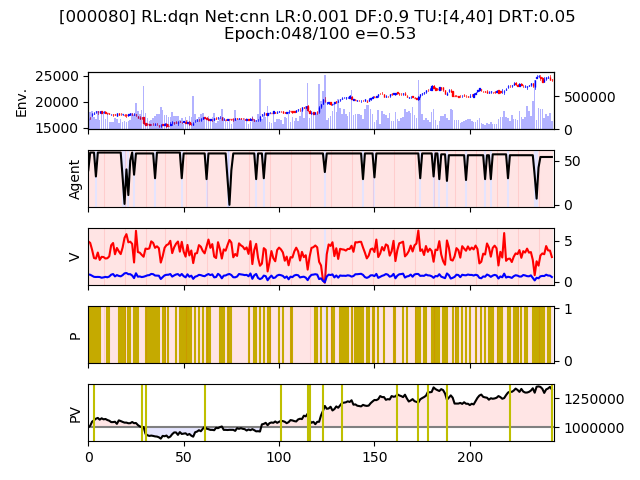 [000080] RL:dqn Net:cnn LR:0.001 DF:0.9 TU:[4,40] DRT:0.05
Epoch:048/100 e=0.53
Env.
25000
20000
15000
500000
0
Agent
50
0
V
5
0
P
1
0
PV
1250000
1000000
0 50 100 150 200